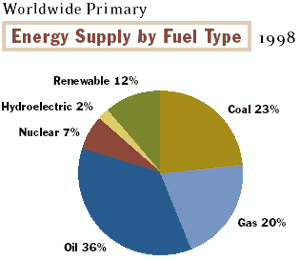 Worldwide Primary
Energy Supply by Fuel Type 1998
Renewable 12%
Hydroelectric 2%
Coal 23%
Nuclear 7%
Gas 20%
Oil 36%